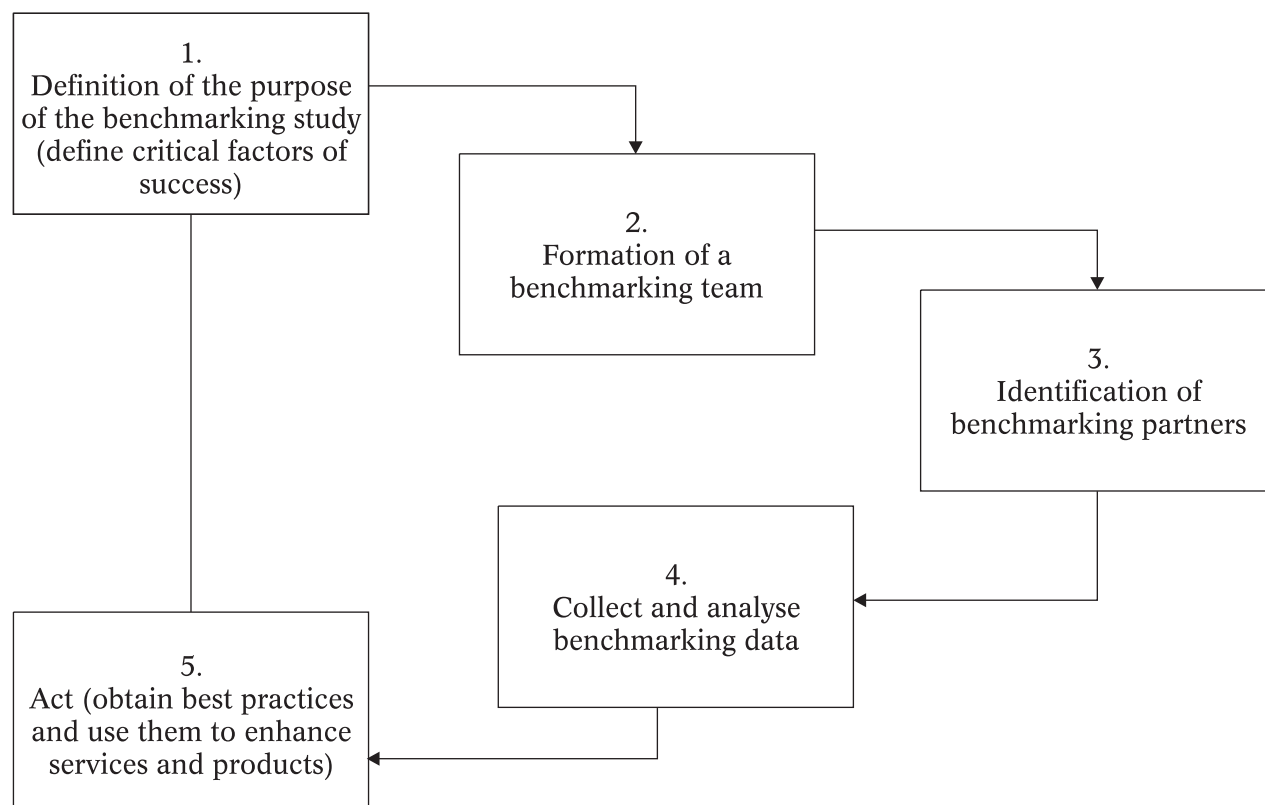 1.
Definition of the purpose
of the benchmarking study
(define critical factors of
success)
2.
Formation of a
benchmarking team
3.
Identification of
benchmarking partners
4.
Collect and analyse
benchmarking data
5.
Act (obtain best practices
and use them to enhance
services and products)